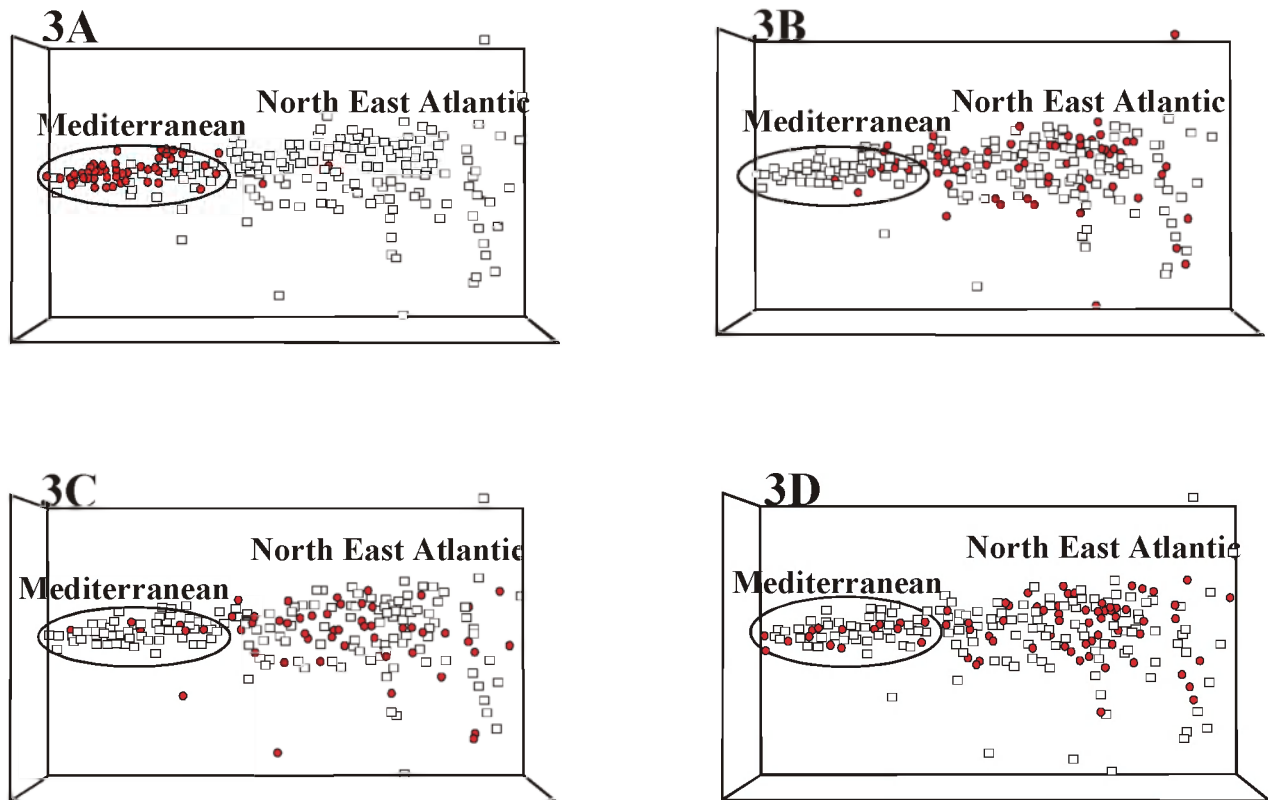 3A
North East Atlantic
Mediterranean
3B
North East Atlantic
Mediterranean
3C
North East Atlantic
Mediterranean
3D
North East Atlantic
Mediterranean